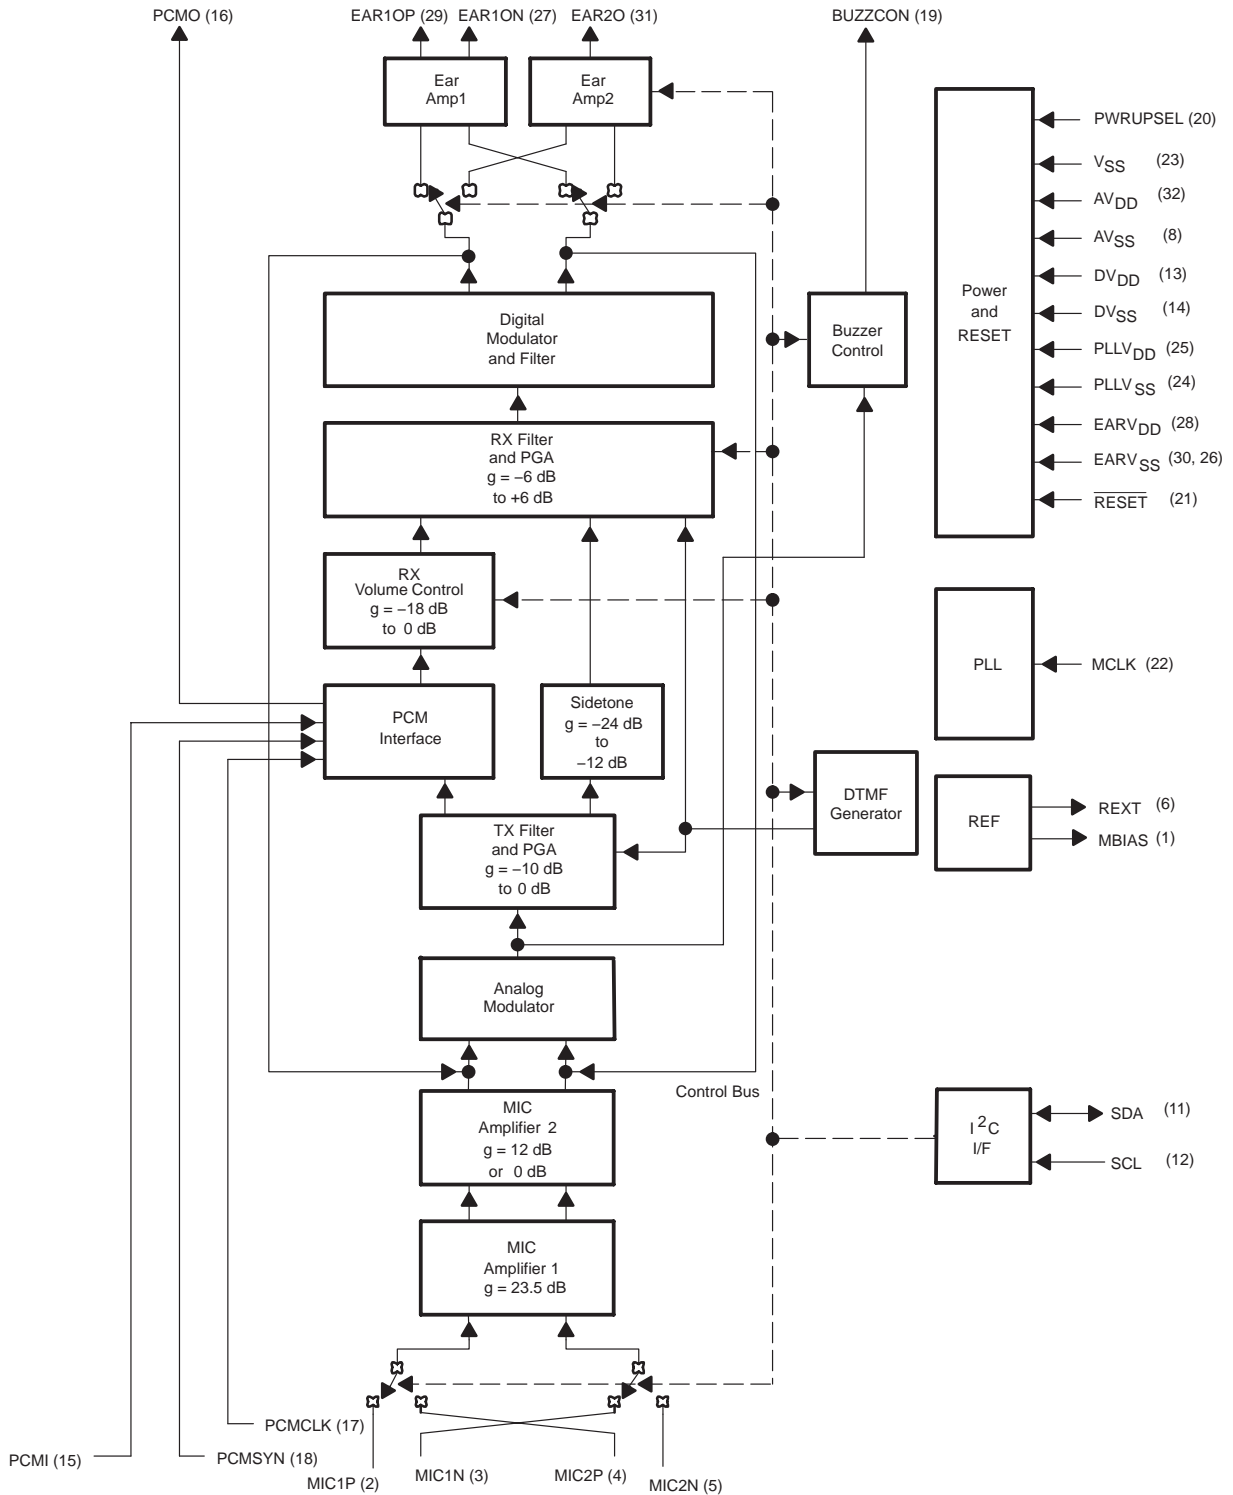 PCMO (16)
EAR1OP (29)
EAR1ON (27)
EAR2O (31)
BUZZCON (19)
Ear
Amp1
Ear
Amp2
Digital
Modulator
and Filter
Buzzer
Control
RX Filter
and PGA
g = −6 dB
to +6 dB
RX
Volume Control
g = −18 dB
to 0 dB
PCM
Interface
Sidetone
g = −24 dB
to
−12 dB
DTMF
Generator
TX Filter
and PGA
g = −10 dB
to 0 dB
Analog
Modulator
Control Bus
MIC
Amplifier 2
g = 12 dB
or 0 dB
MIC
Amplifier 1
g = 23.5 dB
Power
and
RESET
PWRUPSEL (20)
VSS (23)
AVDD (32)
AVSS (8)
DVDD (13)
DVSS (14)
PLLVDD (25)
PLLVSS (24)
EARVDD (28)
EARVSS (30, 26)
RESET (21)
PLL
MCLK (22)
REF
REXT (6)
MBIAS (1)
I2C
I/F
SDA (11)
SCL (12)
PCMCLK (17)
PCMI (15)
PCMSYN (18)
MIC1P (2)
MIC1N (3)
MIC2P (4)
MIC2N (5)